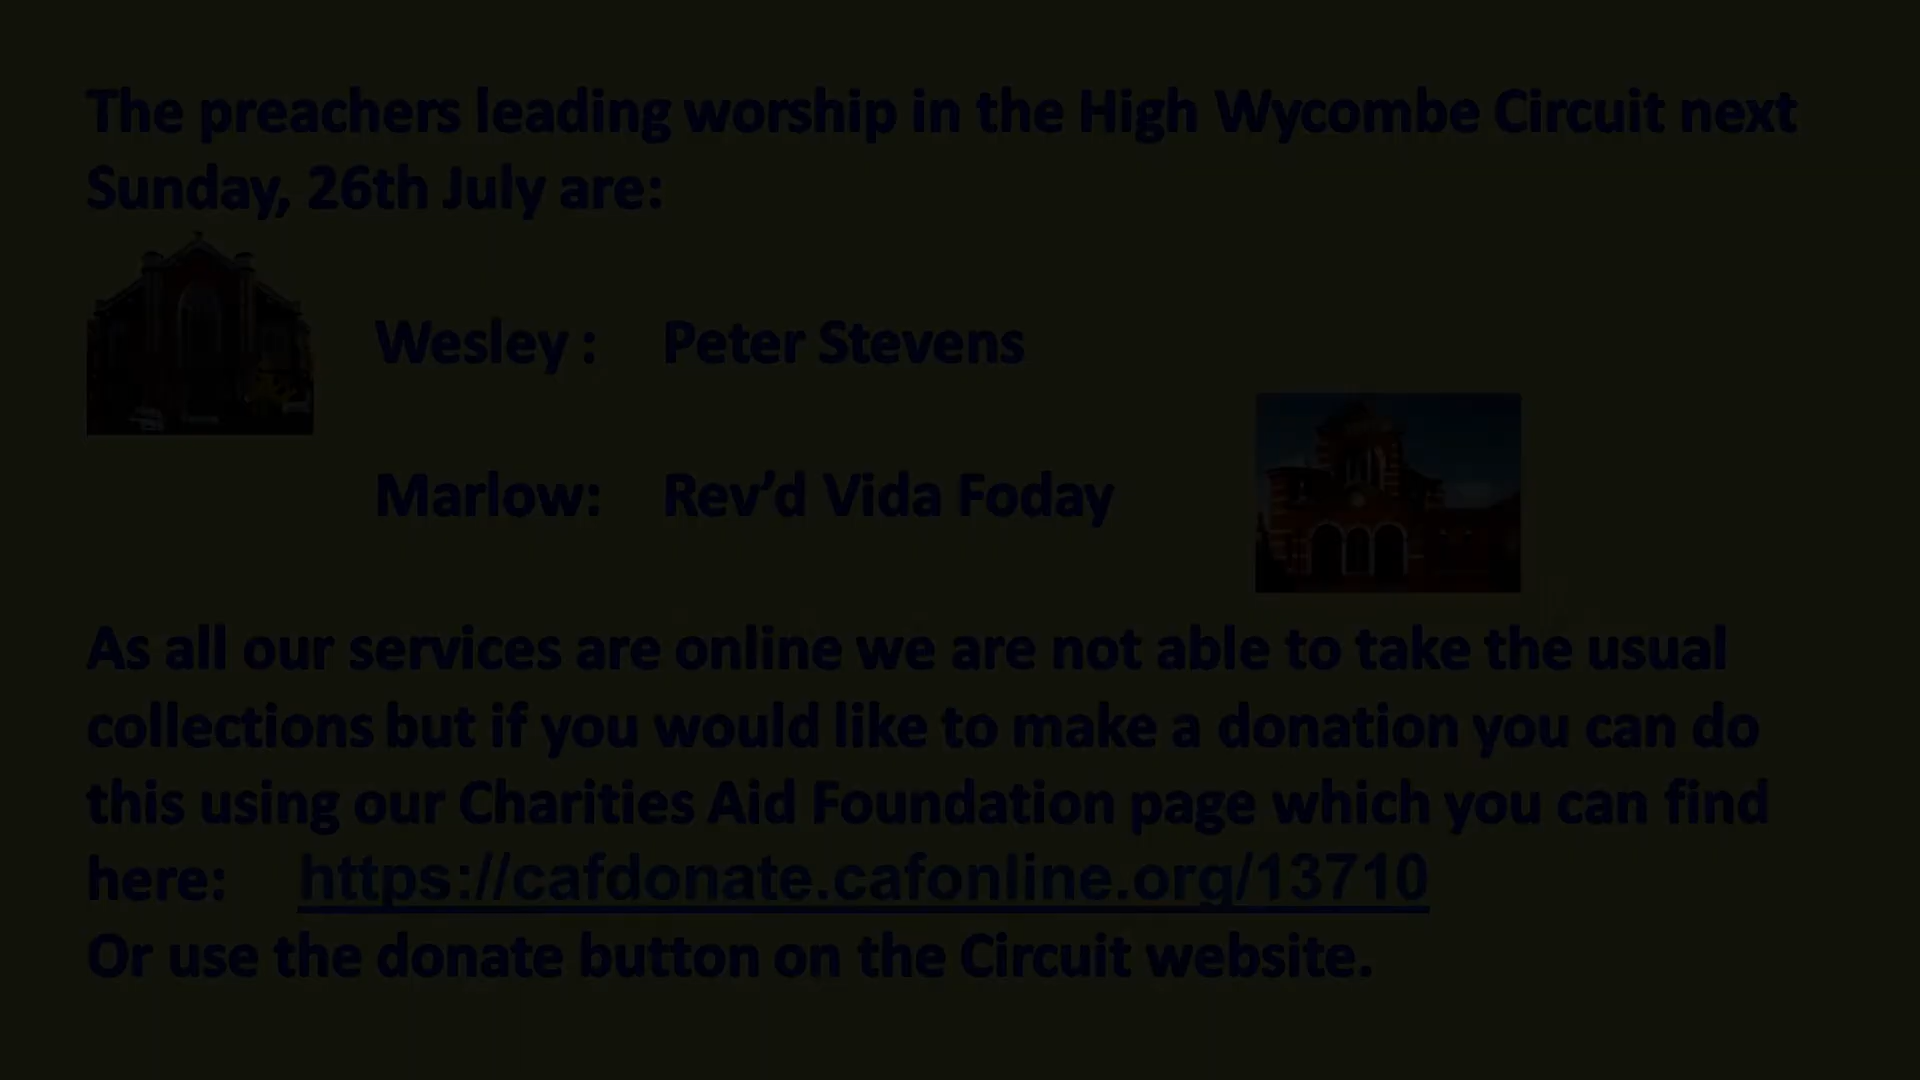 The preachers leading worship in the High Wycombe Circuit next
Sunday, 26th July are:
Wesley : Peter Stevens
Marlow: Rev’d Vida Foday
As all our services are online we are not able to take the usual
collections but if you would like to make a donation you can do
this using our Charities Aid Foundation page which you can find
here: https://cafdonate.cafonline.org/13710
Or use the donate button on the Circuit website.